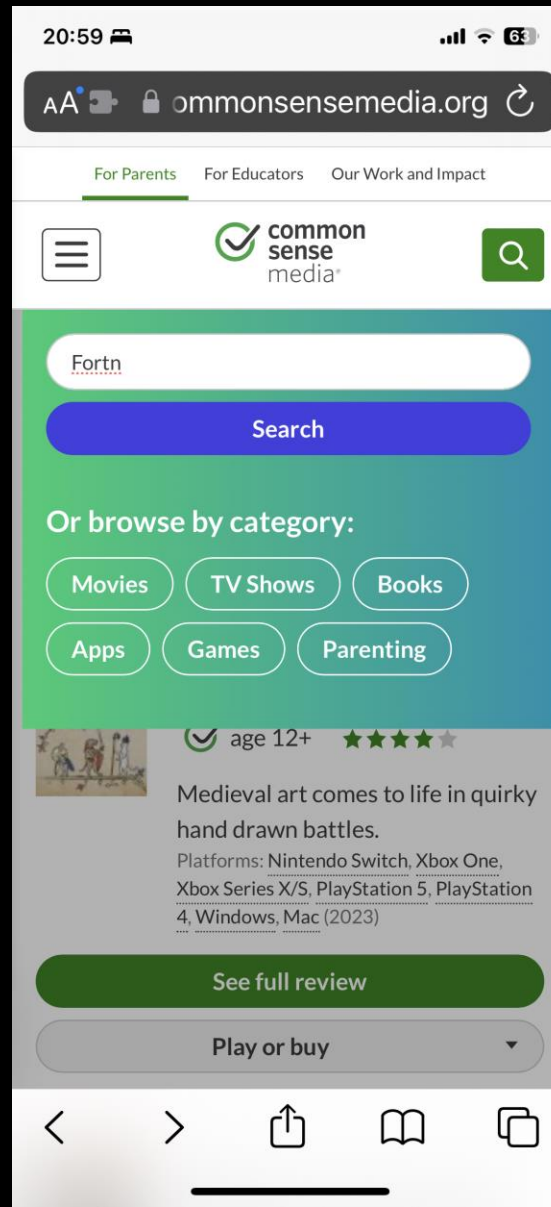 20:59
63
AA ommonsensemedia.org
For Parents For Educators Our Work and Impact
common
sense
media
Fortn
Search
Or browse by category:
Movies TV Shows Books
Apps Games Parenting
age 12+
Medieval art comes to life in quirky
hand drawn battles.
Platforms: Nintendo Switch, Xbox One,
Xbox Series X/S, PlayStation 5, PlayStation
4, Windows, Mac (2023)
See full review
Play or buy